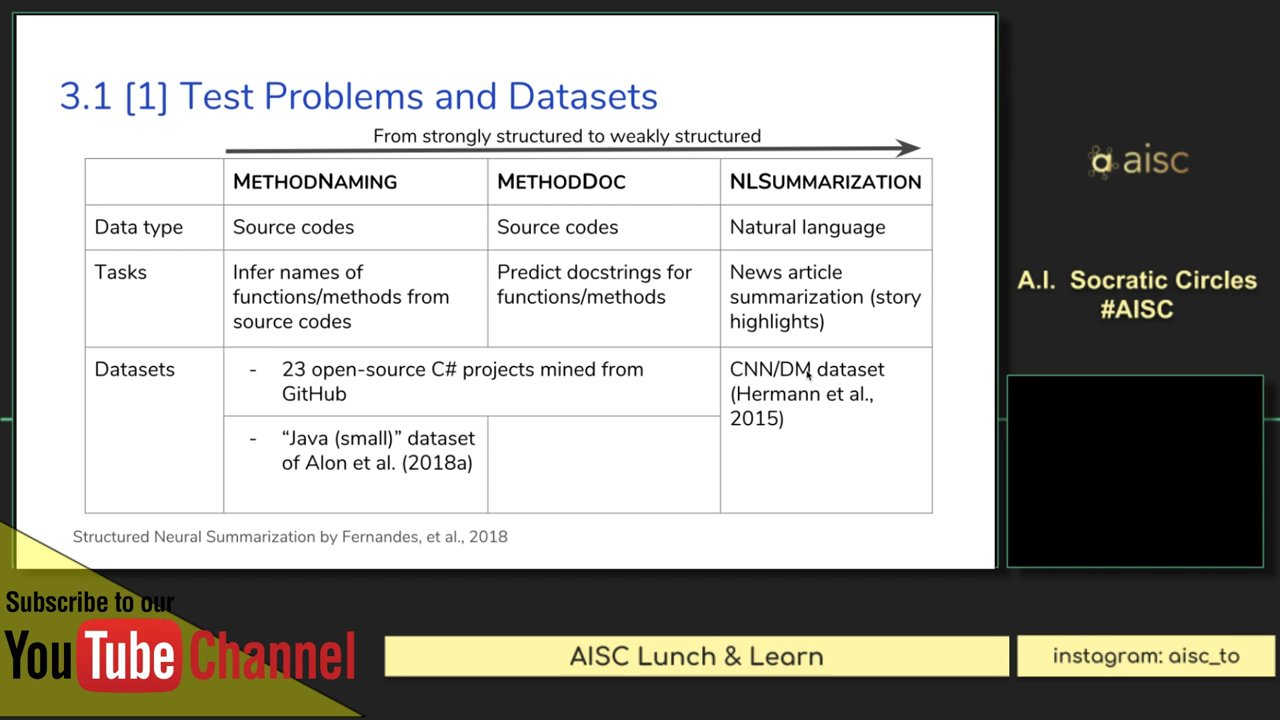 3.1 [1] Test Problems and Datasets
From strongly structured to weakly structured
METHODNAMING
METHODDOC
NLSUMMARIZATION
Data type
Source codes
Source codes
Natural language
Tasks
Infer names of
functions/methods from
source codes
Predict docstrings for
functions/methods
News article
summarization (story
highlights)
Datasets
- 23 open-source C# projects mined from
GitHub
- “Java (small)” dataset
of Alon et al. (2018a)
CNN/DM dataset
(Hermann et al.,
2015)
Structured Neural Summarization by Fernandes, et al., 2018
aisc
A.I. Socratic Circles
#AISC
Subscribe to our
YouTube Channel
AISC Lunch & Learn
instagram: aisc_to